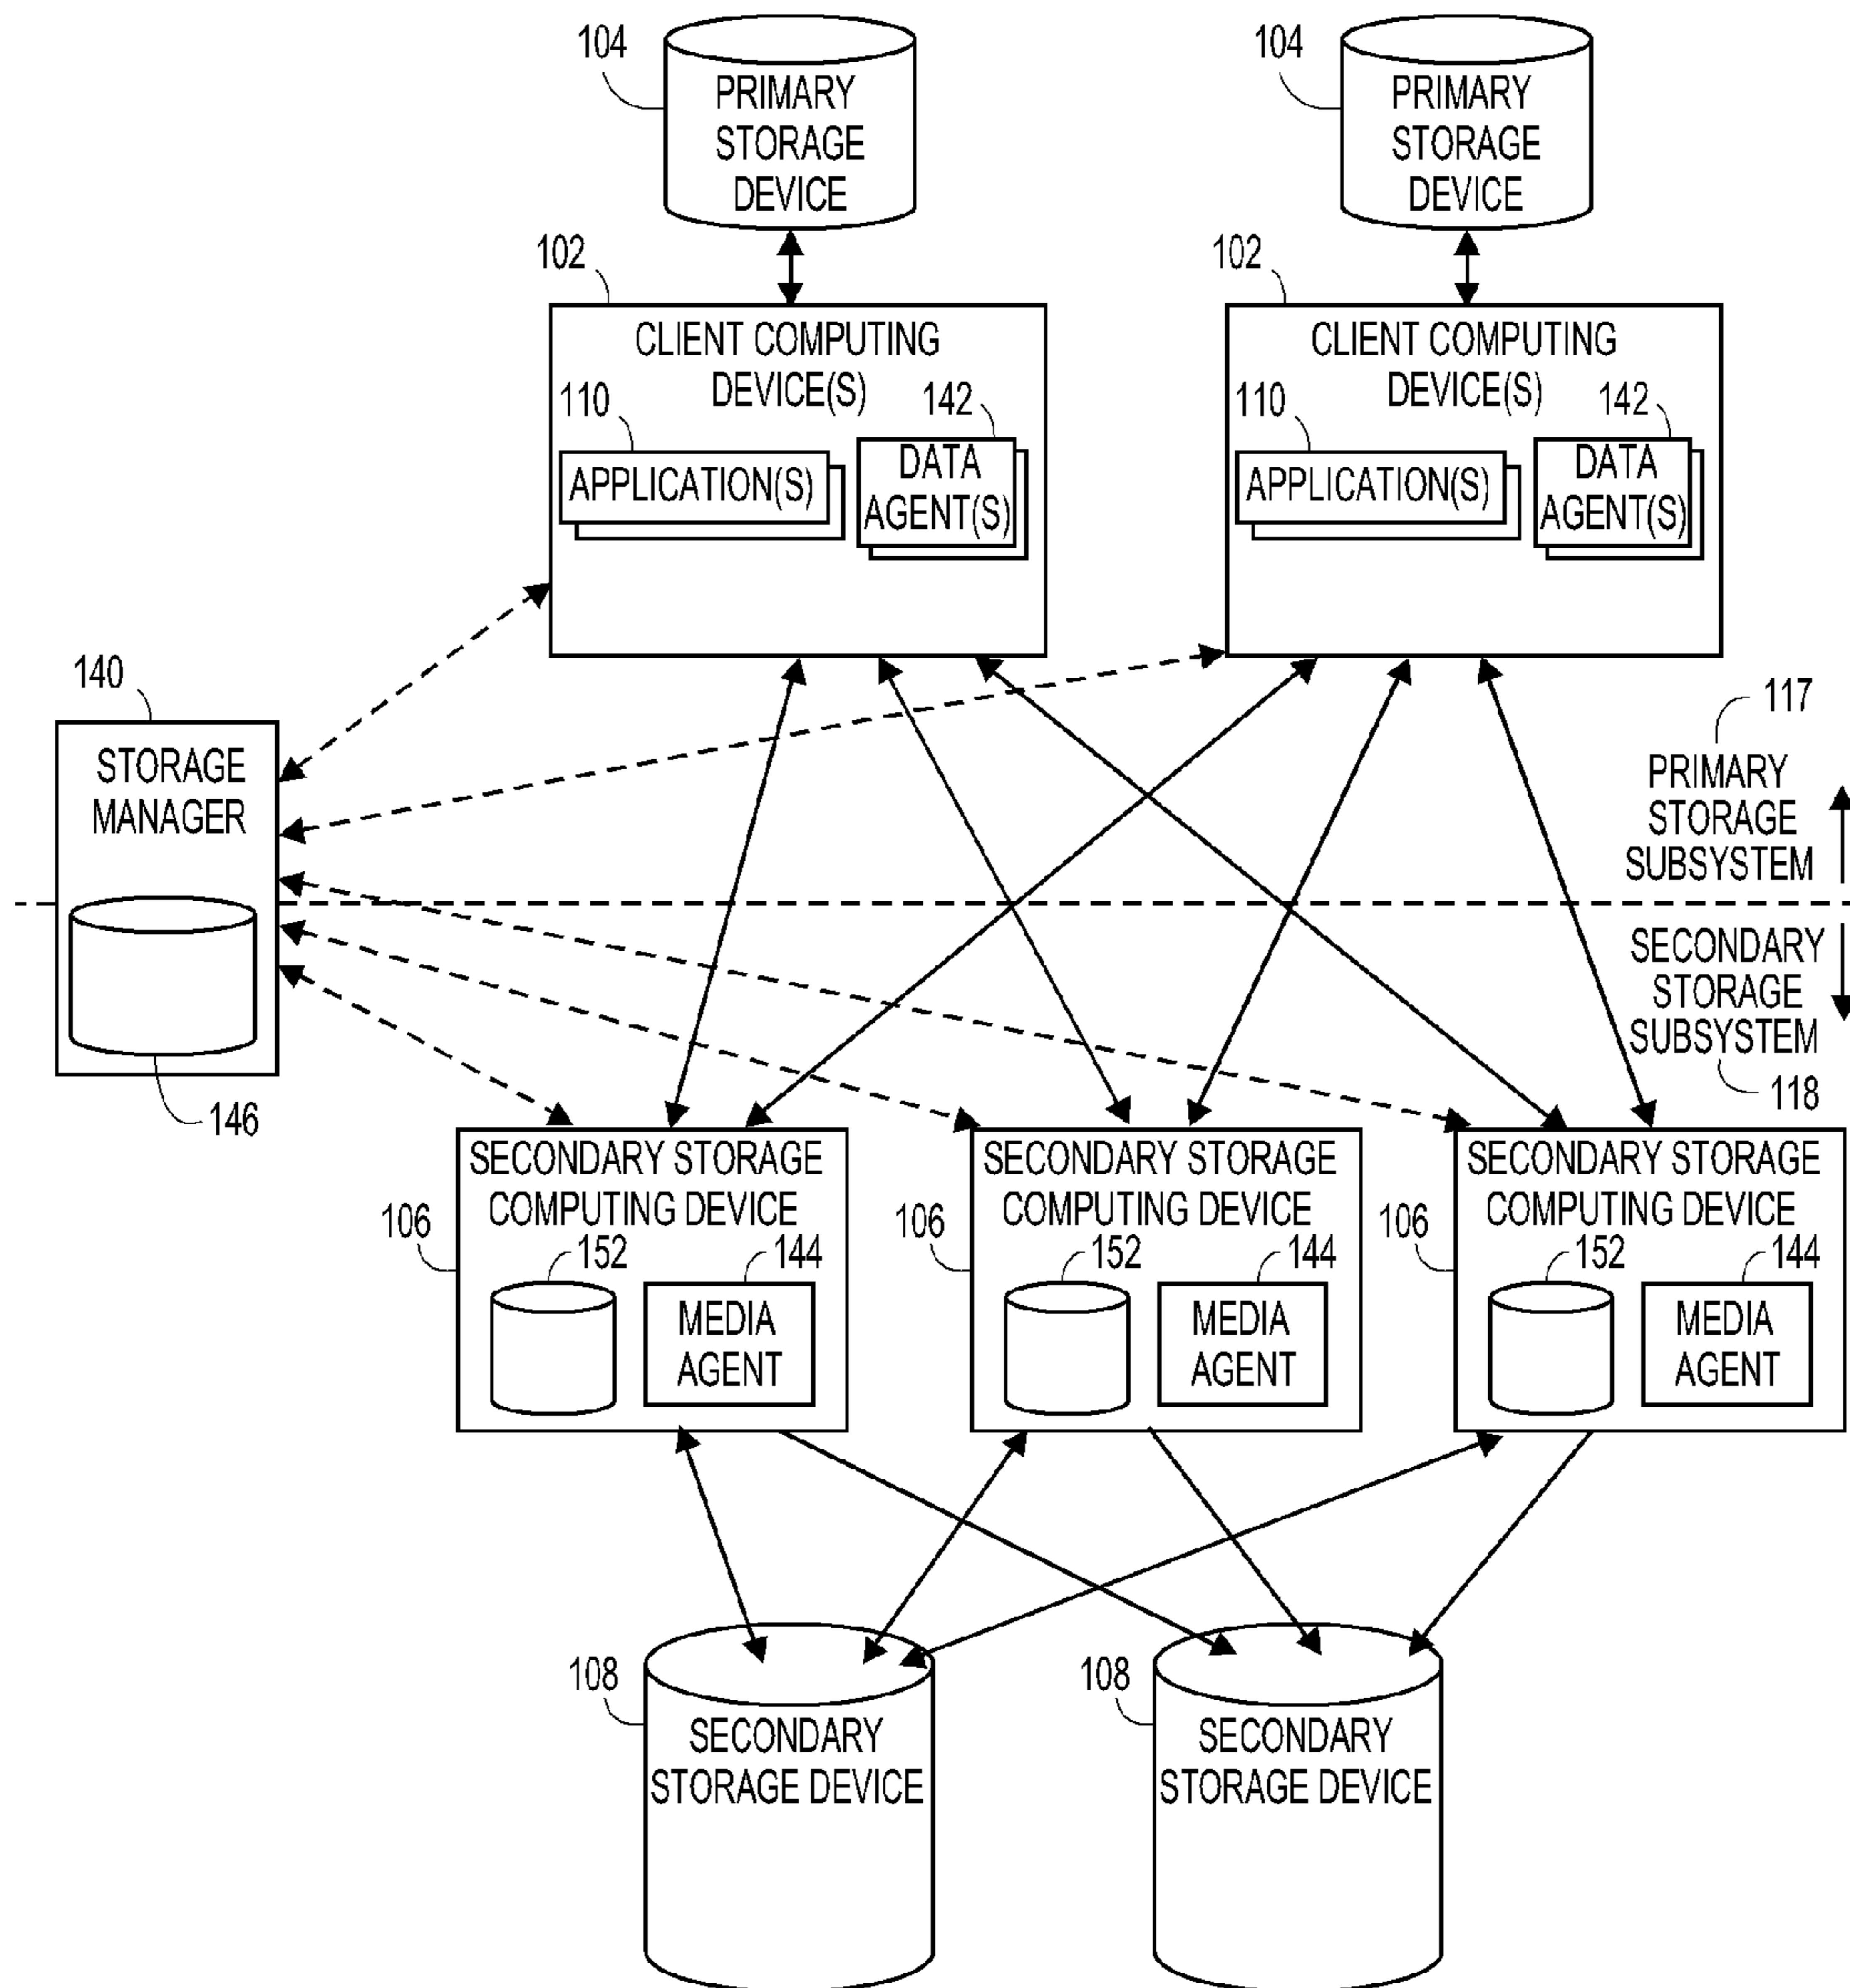 104
PRIMARY
STORAGE
DEVICE
104
PRIMARY
STORAGE
DEVICE
102
CLIENT COMPUTING
DEVICE(S)
110
142
APPLICATION(S)
DATA
AGENT(S)
102
CLIENT COMPUTING
DEVICE(S)
110
142
APPLICATION(S)
DATA
AGENT(S)
140
STORAGE
MANAGER
146
117
PRIMARY
STORAGE
SUBSYSTEM
SECONDARY
STORAGE
SUBSYSTEM
118
106
SECONDARY STORAGE
COMPUTING DEVICE
152
144
MEDIA
AGENT
106
SECONDARY STORAGE
COMPUTING DEVICE
152
144
MEDIA
AGENT
106
SECONDARY STORAGE
COMPUTING DEVICE
152
144
MEDIA
AGENT
108
SECONDARY
STORAGE DEVICE
108
SECONDARY
STORAGE DEVICE